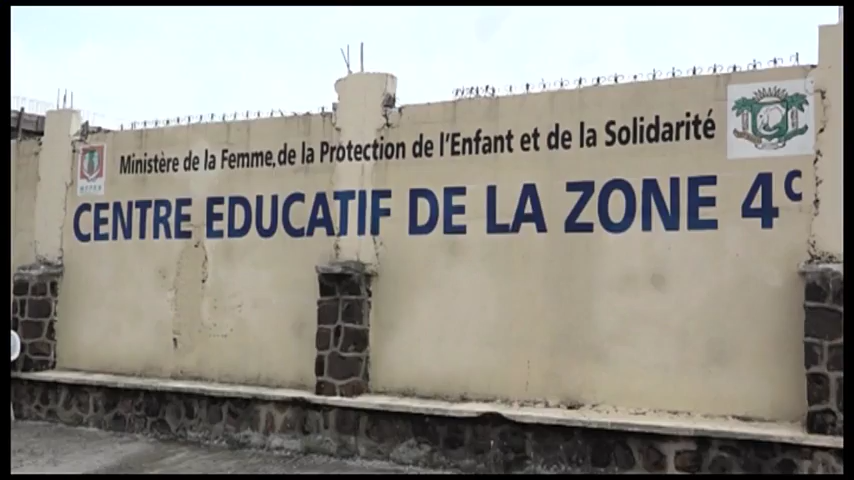 Ministère de la Femme, de la Protection de l'Enfant et de la Solidarité
CENTRE EDUCATIF DE LA ZONE 4ᶜ